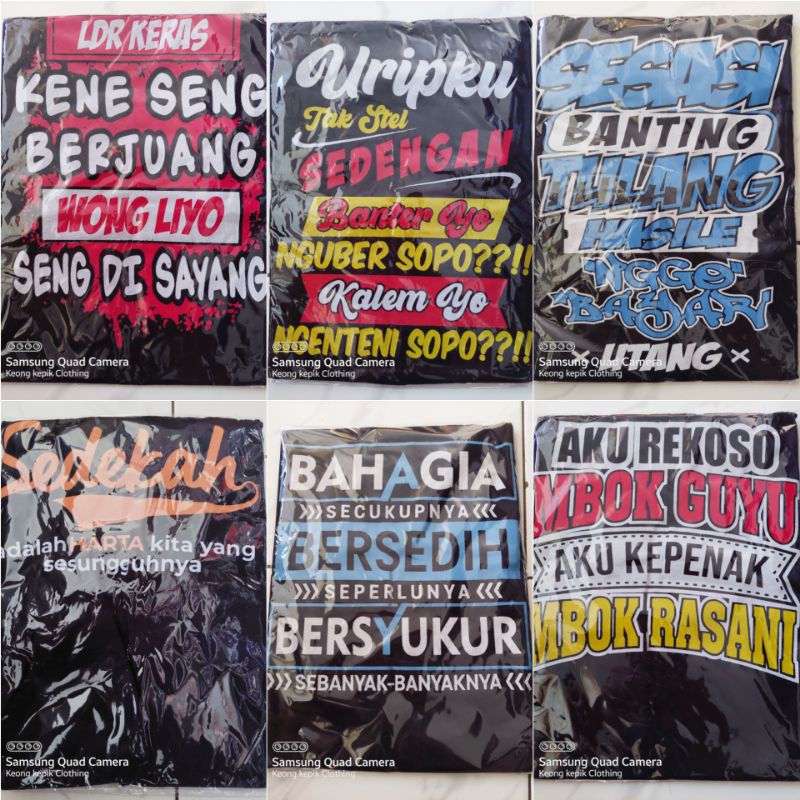 LDR KERAS
KENE SENG
BERJUANG
WONG LIYO
SENG DI SAYANG
Samsung Quad Camera
Keong kepik Clothing
Uripku
Tak Stel
SEDENGAN
Banter Yo
NGUBER SOPO??!!
Kalem Yo
NGENTENI SOPO??!!
Samsung Quad Camera
Keong kepik Clothing
SESASI
BANTING
TULANG
HASILE
NGGO'
BAYAR
× UTANG ×
Samsung Quad Camera
Keong kepik Clothing
Sedekah
adalah HARTA kita yang
sesungguhnya
Samsung Quad Camera
Keong kepik Clothing
BAHAGIA
SECUKUPNYA
BERSEDIH
SEPERLUNYA
BERSYUKUR
SEBANYAK-BANYAKNYA
Samsung Quad Camera
Keong kepik Clothing
AKU REKOSO
MBOK GUYU
AKU KEPENAK
MBOK RASANI
Samsung Quad Camera
Keong kepik Clothing